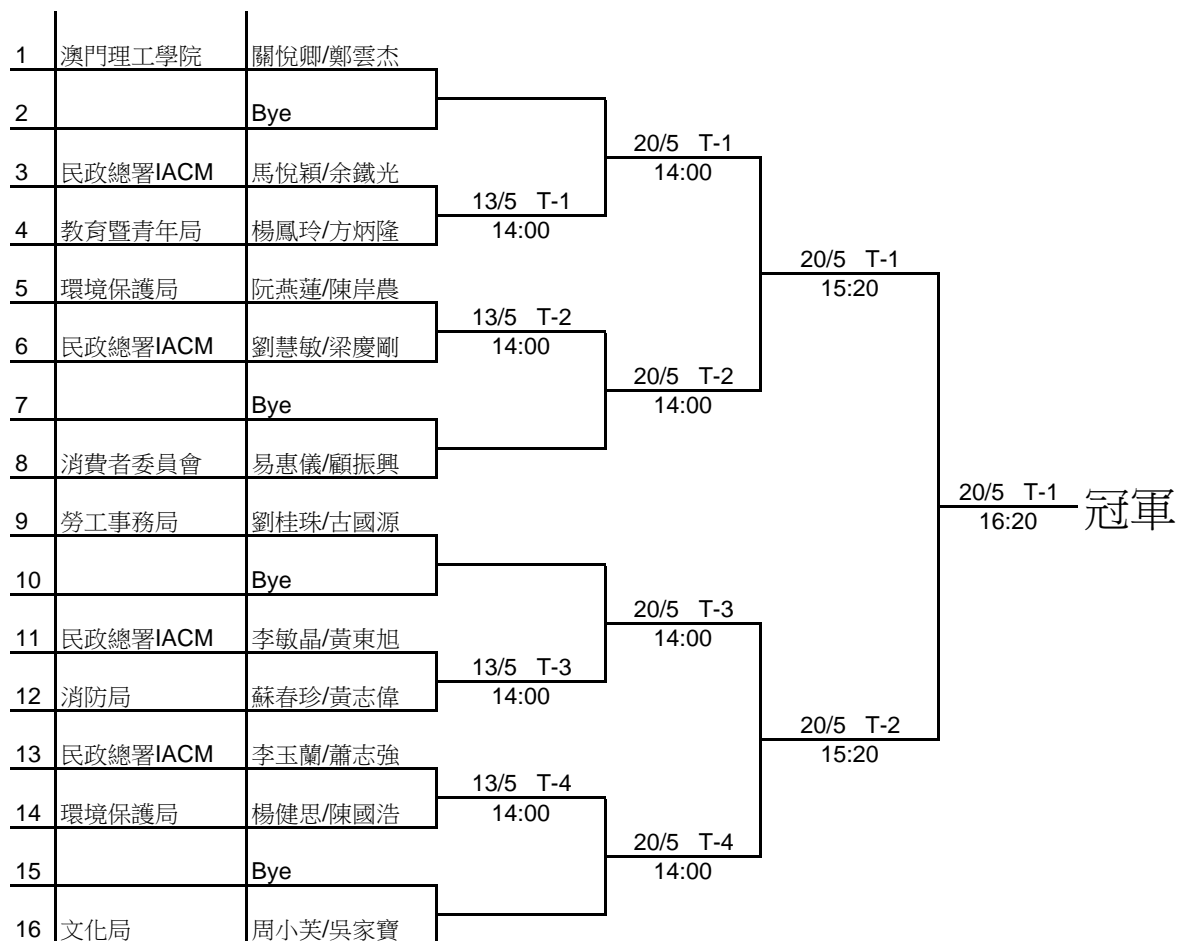 1 澳門理工學院 關悅卿/鄭雲杰
2 Bye
20/5 T-1
3 民政總署IACM 馬悅穎/余鐵光 14:00
13/5 T-1
4 教育暨青年局 楊鳳玲/方炳隆 14:00
20/5 T-1
5 環境保護局 阮燕蓮/陳岸農 15:20
13/5 T-2
6 民政總署IACM 劉慧敏/梁慶剛 14:00
20/5 T-2
7 Bye 14:00
8 消費者委員會 易惠儀/顧振興
20/5 T-1 冠軍
9 勞工事務局 劉桂珠/古國源 16:20
10 Bye
20/5 T-3
11 民政總署IACM 李敏晶/黃東旭 14:00
13/5 T-3
12 消防局 蘇春珍/黃志偉 14:00
20/5 T-2
13 民政總署IACM 李玉蘭/蕭志強 15:20
13/5 T-4
14 環境保護局 楊健思/陳國浩 14:00
20/5 T-4
15 Bye 14:00
16 文化局 周小芙/吳家寶